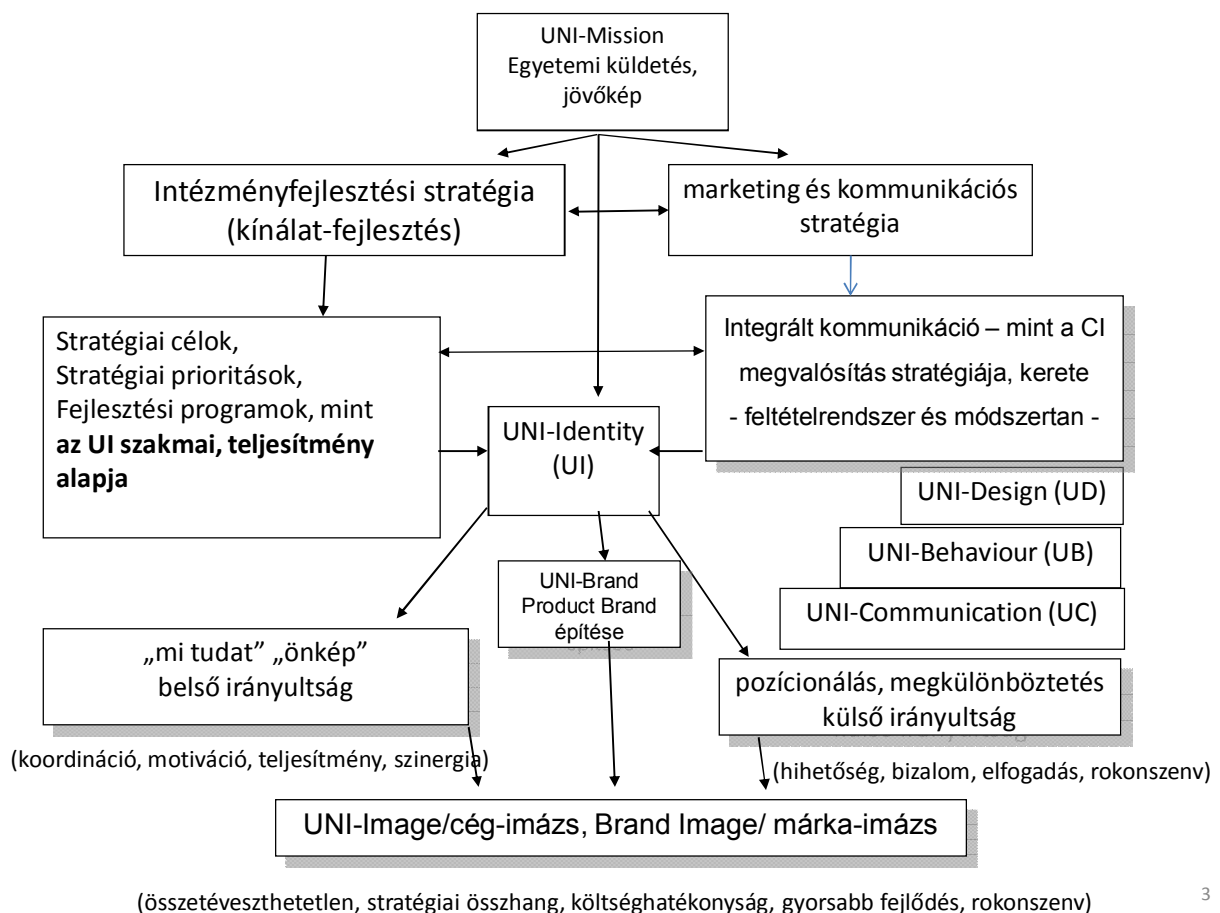 UNI-Mission
Egyetemi küldetés,
jövőkép
Intézményfejlesztési stratégia
(kínálat-fejlesztés)
marketing és kommunikációs
stratégia
Stratégiai célok,
Stratégiai prioritások,
Fejlesztési programok, mint
az UI szakmai, teljesítmény
alapja
Integrált kommunikáció – mint a CI
megvalósítás stratégiája, kerete
- feltételrendszer és módszertan -
UNI-Identity
(UI)
UNI-Design (UD)
UNI-Behaviour (UB)
UNI-Communication (UC)
UNI-Brand
Product Brand
építése
„mi tudat” „önkép”
belső irányultság
pozícionálás, megkülönböztetés
külső irányultság
(koordináció, motiváció, teljesítmény, szinergia)
(hihetőség, bizalom, elfogadás, rokonszenv)
UNI-Image/cég-imázs, Brand Image/ márka-imázs
(összetéveszthetetlen, stratégiai összhang, költséghatékonyság, gyorsabb fejlődés, rokonszenv)
3